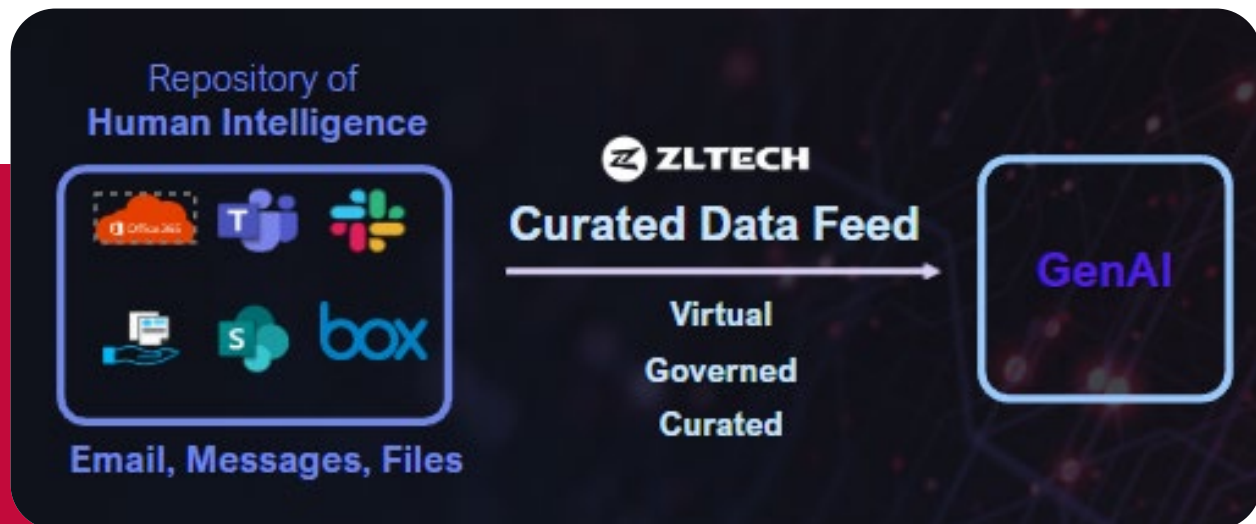 Repository of
Human Intelligence
Office 365
T
S
box
Email, Messages, Files
ZLTECH
Curated Data Feed
Virtual
Governed
Curated
GenAI